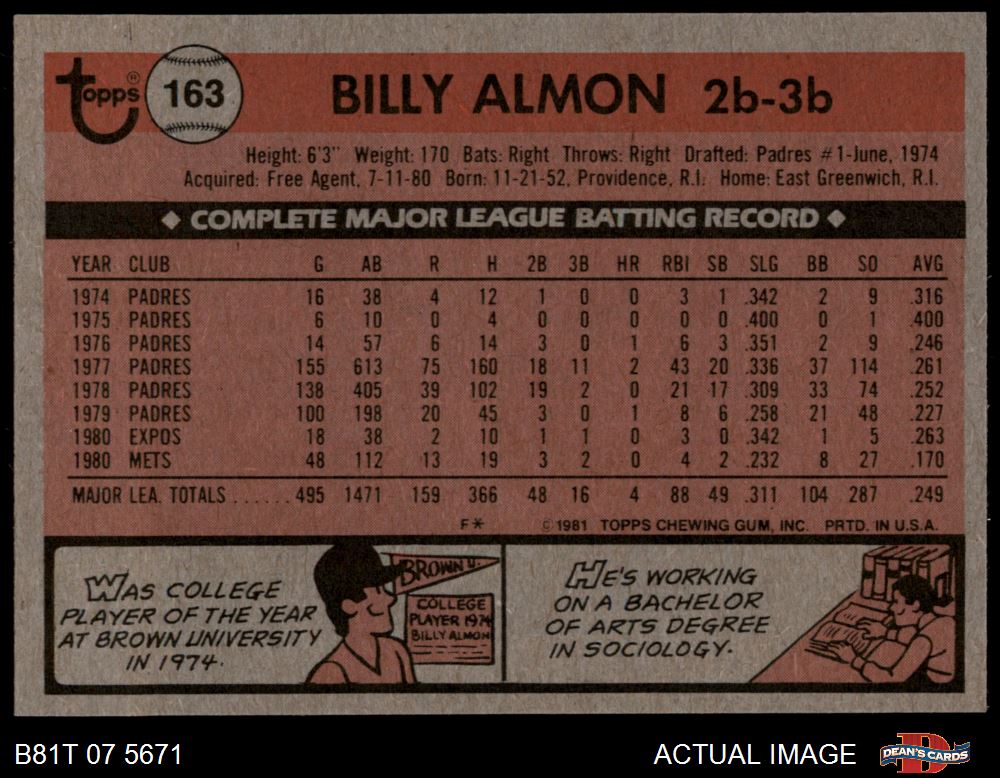 topps® 163 BILLY ALMON 2b-3b
Height: 6'3" Weight: 170 Bats: Right Throws: Right Drafted: Padres #1-June, 1974
Acquired: Free Agent, 7-11-80 Born: 11-21-52, Providence, R.I. Home: East Greenwich, R.I.
◆ COMPLETE MAJOR LEAGUE BATTING RECORD ◆
YEAR CLUB G AB R H 2B 3B HR RBI SB SLG BB SO AVG
1974 PADRES 16 38 4 12 1 0 0 3 1 .342 2 9 .316
1975 PADRES 6 10 0 4 0 0 0 0 0 .400 0 1 .400
1976 PADRES 14 57 6 14 3 0 1 6 3 .351 2 9 .246
1977 PADRES 155 613 75 160 18 11 2 43 20 .336 37 114 .261
1978 PADRES 138 405 39 102 19 2 0 21 17 .309 33 74 .252
1979 PADRES 100 198 20 45 3 0 1 8 6 .258 21 48 .227
1980 EXPOS 18 38 2 10 1 1 0 3 0 .342 1 5 .263
1980 METS 48 112 13 19 3 2 0 4 2 .232 8 27 .170
MAJOR LEA. TOTALS ...... 495 1471 159 366 48 16 4 88 49 .311 104 287 .249
F* © 1981 TOPPS CHEWING GUM, INC. PRTD. IN U.S.A.
WAS COLLEGE
PLAYER OF THE YEAR
AT BROWN UNIVERSITY
IN 1974.
BROWN U.
COLLEGE
PLAYER 1974
BILLY ALMON
HE'S WORKING
ON A BACHELOR
OF ARTS DEGREE
IN SOCIOLOGY.
B81T 07 5671 ACTUAL IMAGE DEAN'S CARDS